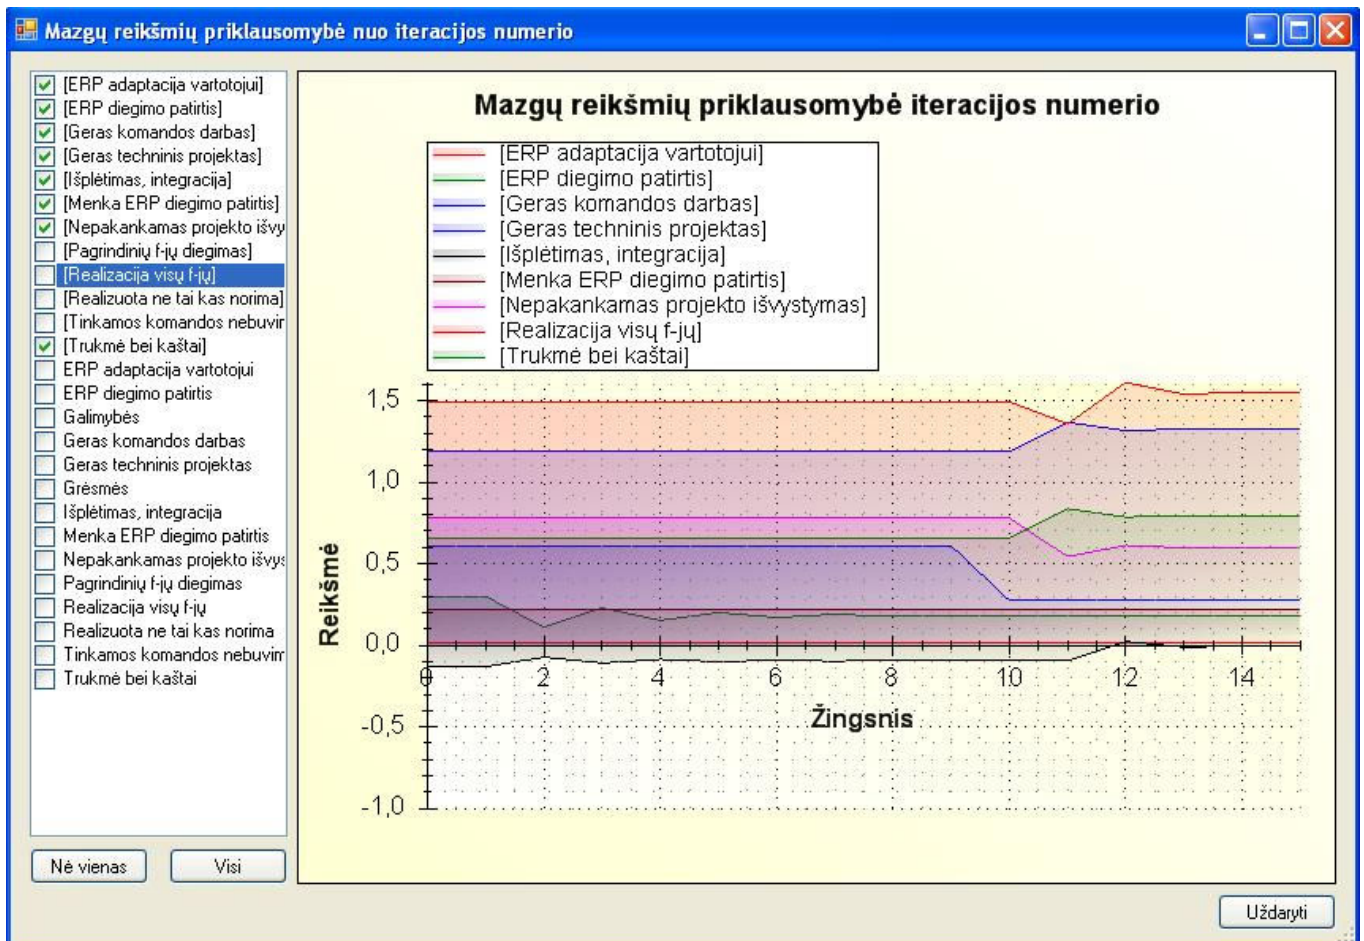 Mazgų reikšmių priklausomybė nuo iteracijos numerio
[ERP adaptacija vartotojui]
[ERP diegimo patirtis]
[Geras komandos darbas]
[Geras techninis projektas]
[Išplėtimas, integracija]
[Menka ERP diegimo patirtis]
[Nepakankamas projekto išvy
[Pagrindinių f-jų diegimas]
[Realizacija visų f-jų]
[Realizuota ne tai kas norima]
[Tinkamos komandos nebuvim
[Trukmė bei kaštai]
ERP adaptacija vartotojui
ERP diegimo patirtis
Galimybės
Geras komandos darbas
Geras techninis projektas
Grėsmės
Išplėtimas, integracija
Menka ERP diegimo patirtis
Nepakankamas projekto išvys
Pagrindinių f-jų diegimas
Realizacija visų f-jų
Realizuota ne tai kas norima
Tinkamos komandos nebuvim
Trukmė bei kaštai
Nė vienas
Visi
Mazgų reikšmių priklausomybė iteracijos numerio
[ERP adaptacija vartotojui]
[ERP diegimo patirtis]
[Geras komandos darbas]
[Geras techninis projektas]
[Išplėtimas, integracija]
[Menka ERP diegimo patirtis]
[Nepakankamas projekto išvystymas]
[Realizacija visų f-jų]
[Trukmė bei kaštai]
Reikšmė
1,5
1,0
0,5
0,0
-0,5
-1,0
0 2 4 6 8 10 12 14
Žingsnis
Uždaryti